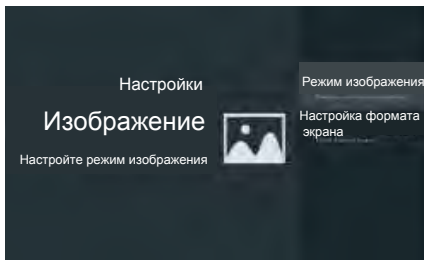 Настройки
Изображение
Настройте режим изображения
Режим изображения
Настройка формата
экрана